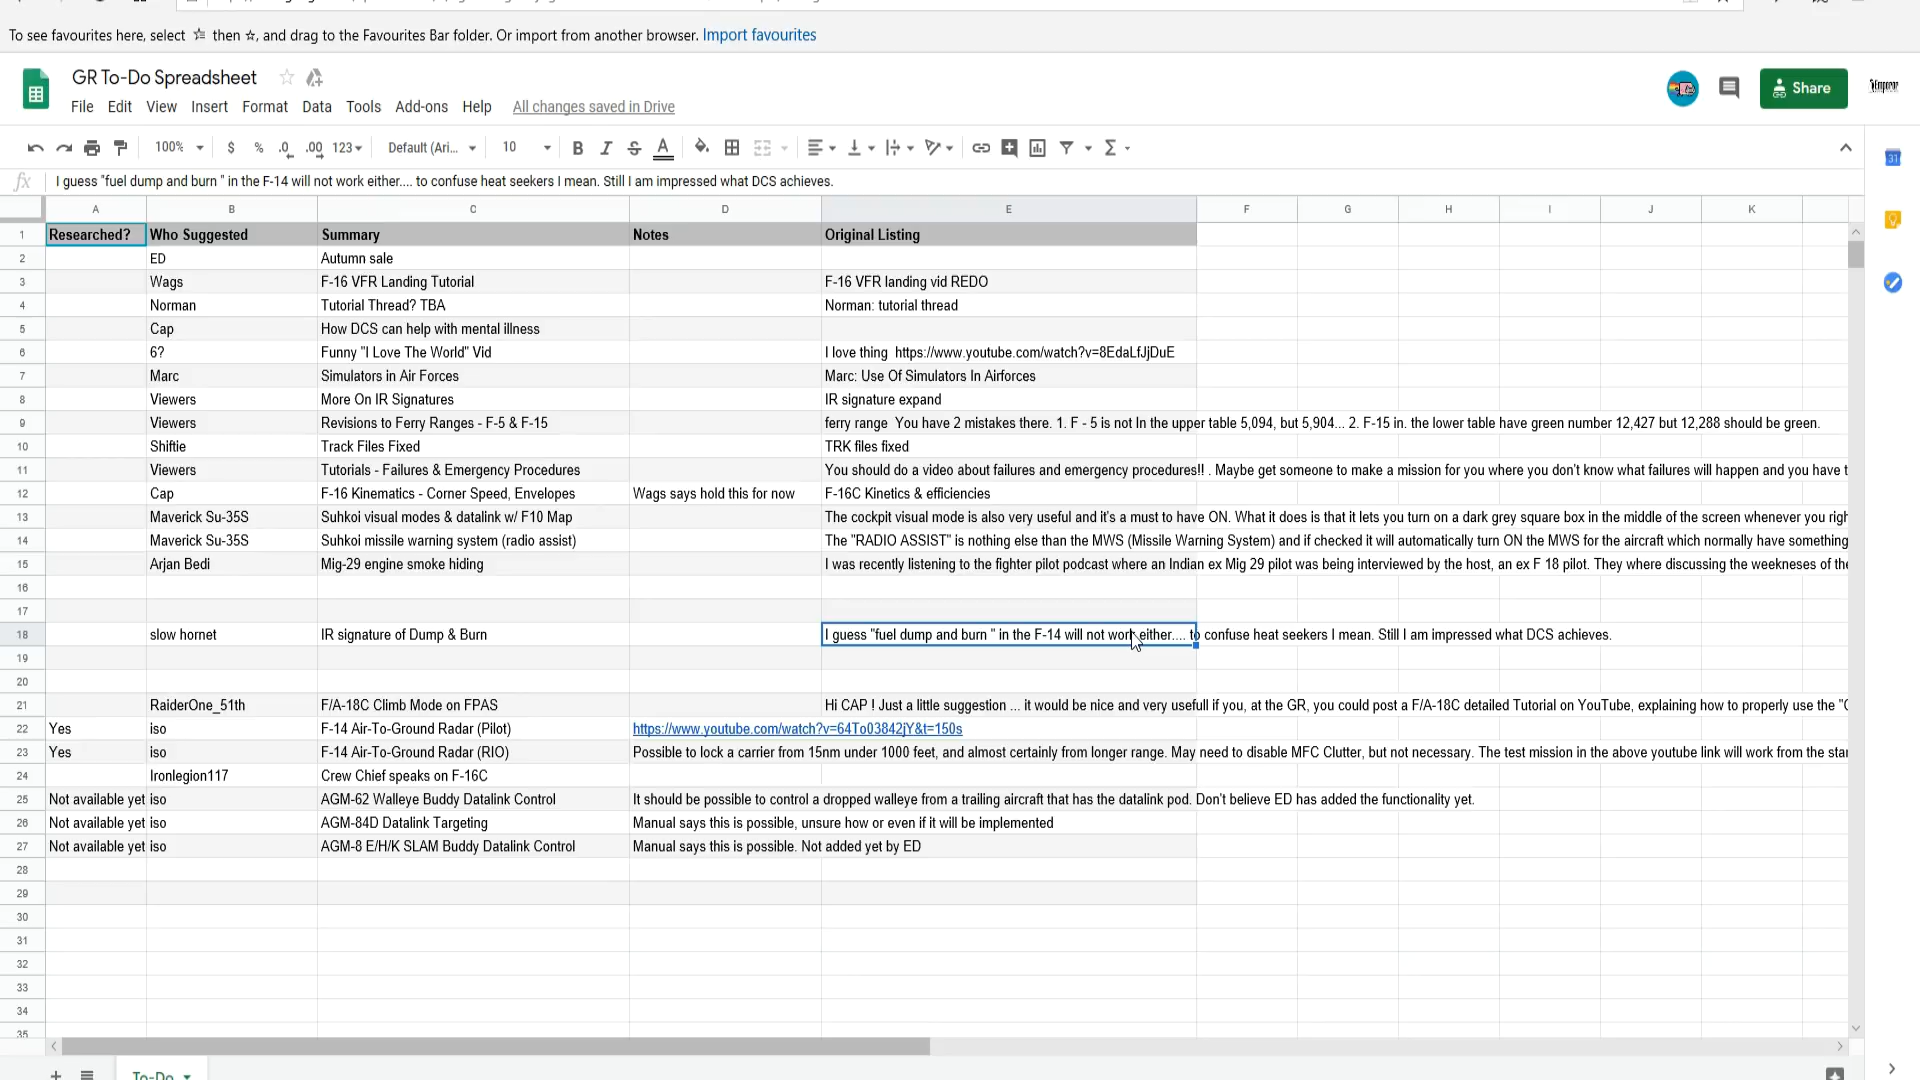 To see favourites here, select then ☆, and drag to the Favourites Bar folder. Or import from another browser. Import favourites
GR To-Do Spreadsheet
File Edit View Insert Format Data Tools Add-ons Help All changes saved in Drive
Share
100% $ % .0 .00 123 Default (Ari... 10 B I S A
fx I guess "fuel dump and burn " in the F-14 will not work either.... to confuse heat seekers I mean. Still I am impressed what DCS achieves.
A B C D E F G H I J K
1 Researched? Who Suggested Summary Notes Original Listing
2 ED Autumn sale
3 Wags F-16 VFR Landing Tutorial F-16 VFR landing vid REDO
4 Norman Tutorial Thread? TBA Norman: tutorial thread
5 Cap How DCS can help with mental illness
6 6? Funny "I Love The World" Vid I love thing https://www.youtube.com/watch?v=8EdaLfJjDuE
7 Marc Simulators in Air Forces Marc: Use Of Simulators In Airforces
8 Viewers More On IR Signatures IR signature expand
9 Viewers Revisions to Ferry Ranges - F-5 & F-15 ferry range You have 2 mistakes there. 1. F - 5 is not In the upper table 5,094, but 5,904... 2. F-15 in. the lower table have green number 12,427 but 12,288 should be green.
10 Shiftie Track Files Fixed TRK files fixed
11 Viewers Tutorials - Failures & Emergency Procedures You should do a video about failures and emergency procedures!! . Maybe get someone to make a mission for you where you don't know what failures will happen and you have t
12 Cap F-16 Kinematics - Corner Speed, Envelopes Wags says hold this for now F-16C Kinetics & efficiencies
13 Maverick Su-35S Suhkoi visual modes & datalink w/ F10 Map The cockpit visual mode is also very useful and it's a must to have ON. What it does is that it lets you turn on a dark grey square box in the middle of the screen whenever you righ
14 Maverick Su-35S Suhkoi missile warning system (radio assist) The "RADIO ASSIST" is nothing else than the MWS (Missile Warning System) and if checked it will automatically turn ON the MWS for the aircraft which normally have something
15 Arjan Bedi Mig-29 engine smoke hiding I was recently listening to the fighter pilot podcast where an Indian ex Mig 29 pilot was being interviewed by the host, an ex F 18 pilot. They where discussing the weekneses of the
16
17
18 slow hornet IR signature of Dump & Burn I guess "fuel dump and burn " in the F-14 will not work either.... to confuse heat seekers I mean. Still I am impressed what DCS achieves.
19
20
21 RaiderOne_51th F/A-18C Climb Mode on FPAS Hi CAP ! Just a little suggestion ... it would be nice and very usefull if you, at the GR, you could post a F/A-18C detailed Tutorial on YouTube, explaining how to properly use the "C
22 Yes iso F-14 Air-To-Ground Radar (Pilot) https://www.youtube.com/watch?v=64To03842jY&t=150s
23 Yes iso F-14 Air-To-Ground Radar (RIO) Possible to lock a carrier from 15nm under 1000 feet, and almost certainly from longer range. May need to disable MFC Clutter, but not necessary. The test mission in the above youtube link will work from the star
24 Ironlegion117 Crew Chief speaks on F-16C
25 Not available yet iso AGM-62 Walleye Buddy Datalink Control It should be possible to control a dropped walleye from a trailing aircraft that has the datalink pod. Don't believe ED has added the functionality yet.
26 Not available yet iso AGM-84D Datalink Targeting Manual says this is possible, unsure how or even if it will be implemented
27 Not available yet iso AGM-8 E/H/K SLAM Buddy Datalink Control Manual says this is possible. Not added yet by ED
28
29
30
31
32
33
34
35
To-Do